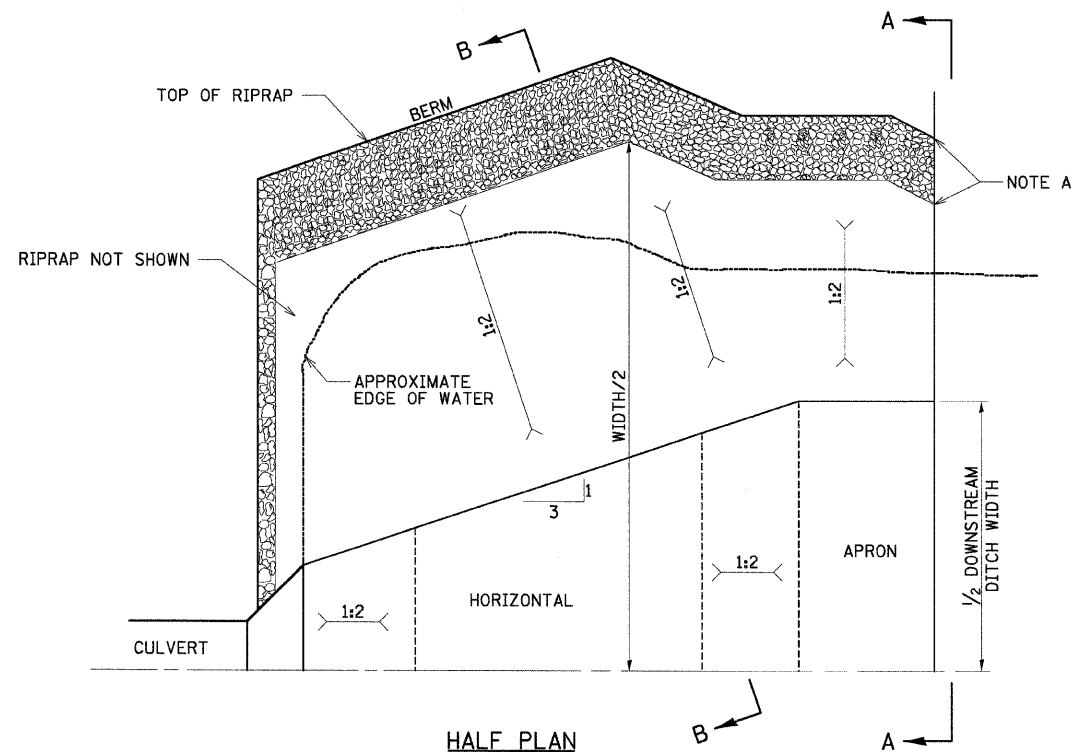 A
B
TOP OF RIPRAP
BERM
NOTE A
RIPRAP NOT SHOWN
1:2
1:2
1:2
APPROXIMATE
EDGE OF WATER
WIDTH/2
1
3
1/2 DOWNSTREAM
DITCH WIDTH
APRON
1:2
HORIZONTAL
1:2
CULVERT
B
A
HALF PLAN